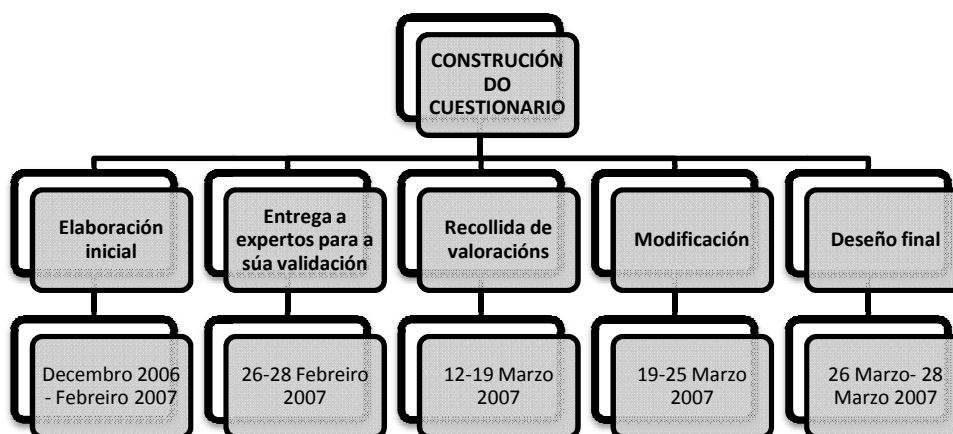 CONSTRUCIÓN
DO
CUESTIONARIO
Elaboración
inicial
Entrega a
expertos para a
súa validación
Recollida de
valoracións
Modificación
Deseño final
Decembro 2006
- Febreiro 2007
26-28 Febreiro
2007
12-19 Marzo
2007
19-25 Marzo
2007
26 Marzo- 28
Marzo 2007